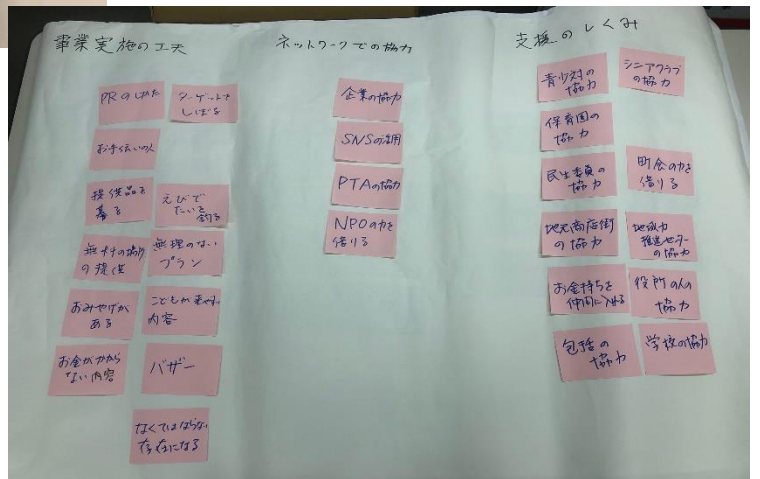 事業実施の工夫
PRのしかた
ターゲットを
しぼる
お手伝いの人
提供品を
募る
えびで
たいを
釣る
無料の場所
の提供
無理のない
プラン
おみやげが
ある
こどもが
内容
お金がかから
ない内容
バザー
なくてはならない
存在になる
ネットワークでの協力
企業の協力
SNSの活用
PTAの協力
NPOの力を
借りる
支援のしくみ
青少対の
協力
シニアクラブ
の協力
保育園の
協力
民生委員の
協力
町会の力を
借りる
地元商店街
の協力
地域力
推進センター
の協力
お金持ちを
仲間に入れる
役所の人の
協力
包括の
協力
学校の協力